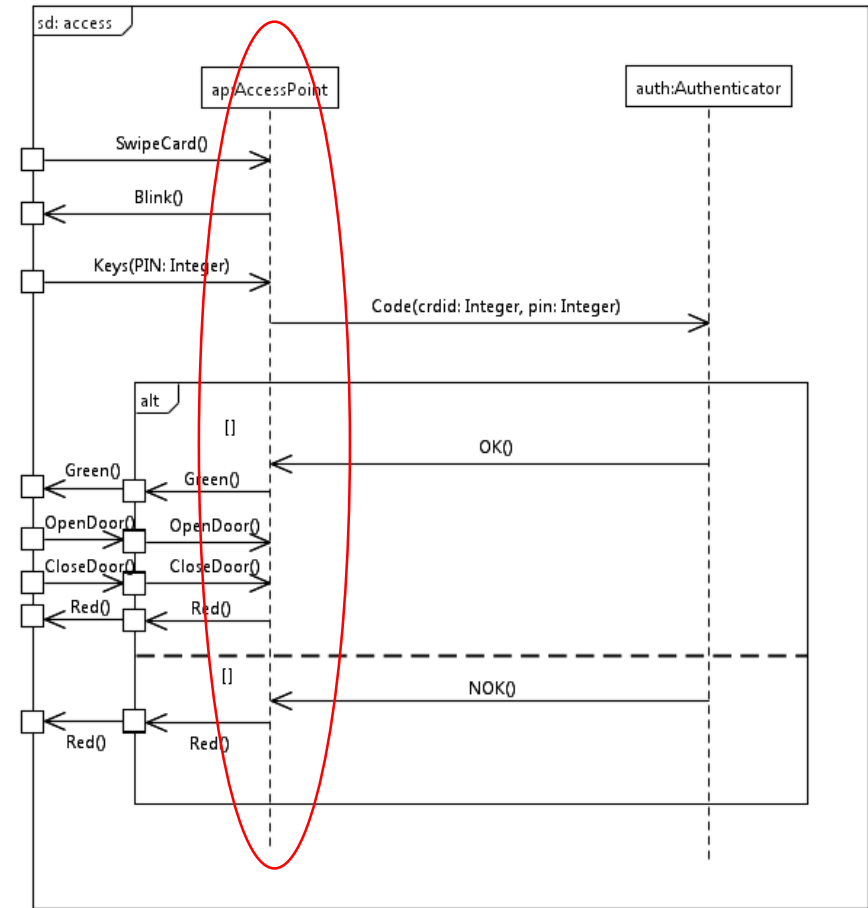 sd: access
ap:AccessPoint
auth:Authenticator
SwipeCard()
Blink()
Keys(PIN: Integer)
Code(crdid: Integer, pin: Integer)
alt
[]
OK()
Green()
Green()
OpenDoor()
OpenDoor()
CloseDoor()
CloseDoor()
Red()
Red()
[]
NOK()
Red()
Red()